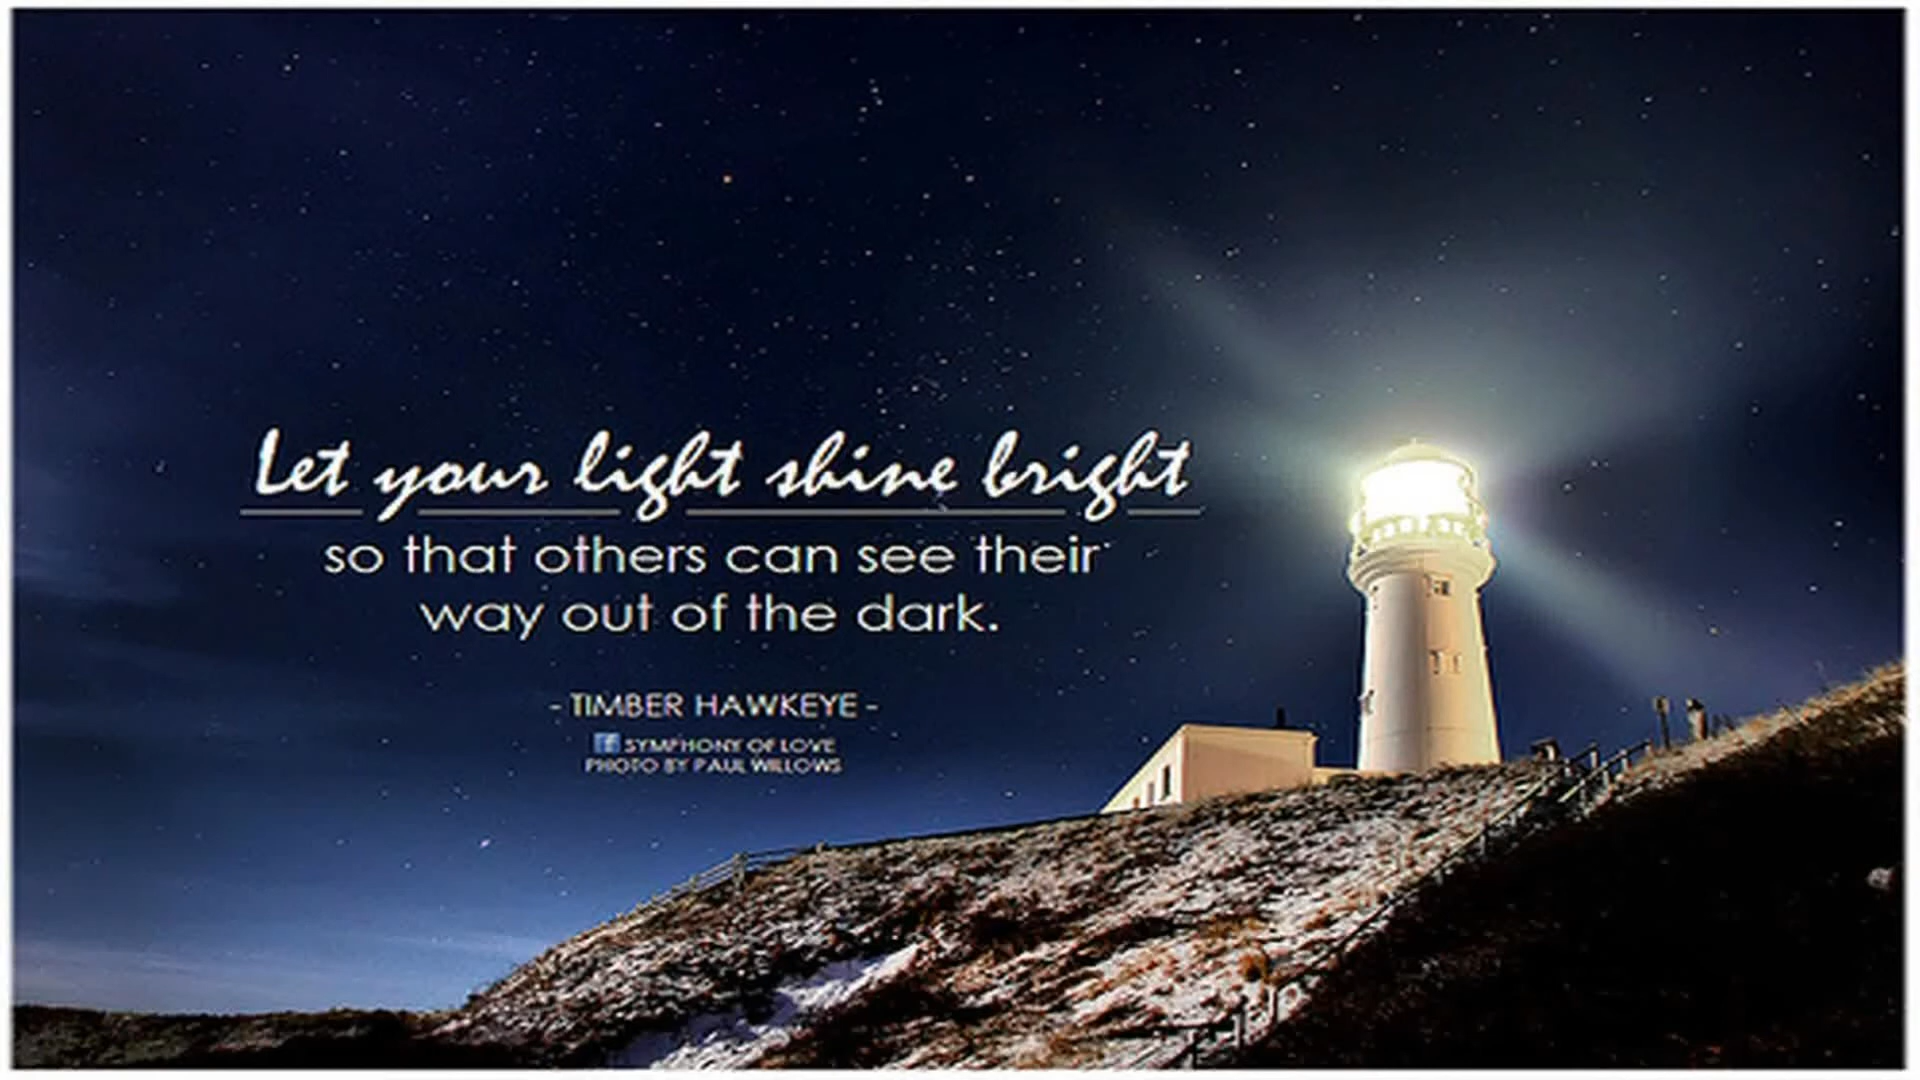 Let your light shine bright
so that others can see their
way out of the dark.
- TIMBER HAWKEYE -
f SYMPHONY OF LOVE
PHOTO BY PAUL WILLOWS